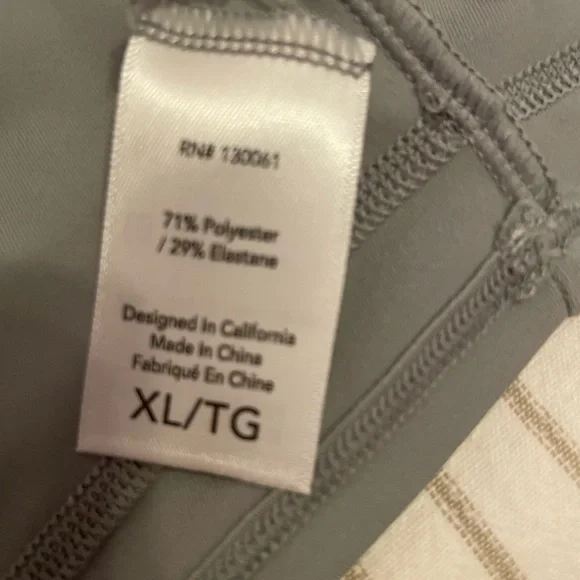 RN# 130061
71% Polyester
/ 29% Elastane
Designed In California
Made In China
Fabriqué En Chine
XL/TG